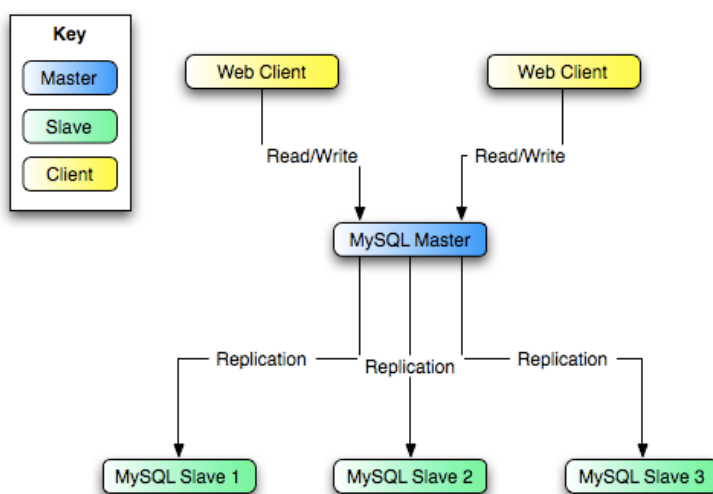 Key
Master
Slave
Client
Web Client
Web Client
Read/Write
Read/Write
MySQL Master
Replication
Replication
Replication
MySQL Slave 1
MySQL Slave 2
MySQL Slave 3